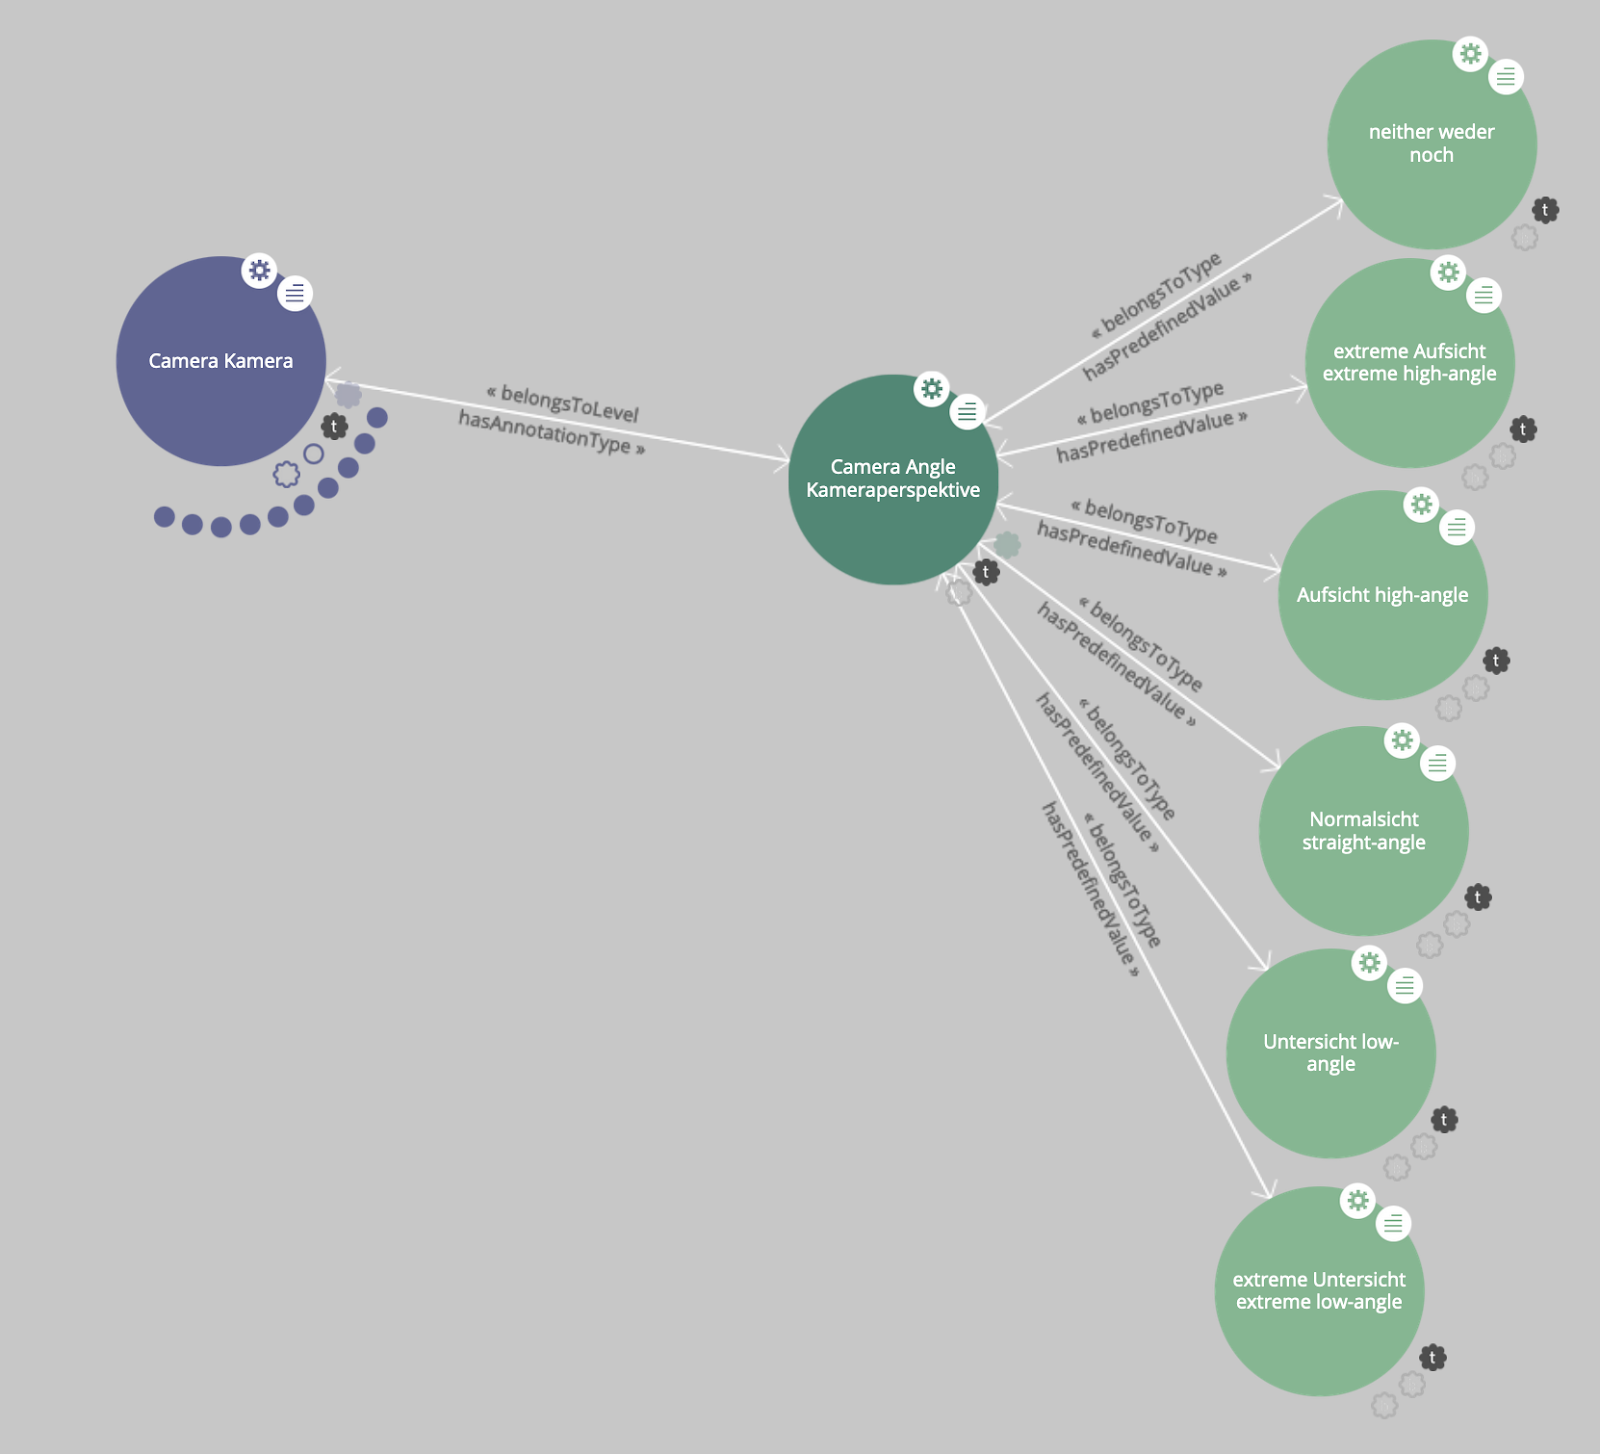 neither weder
noch
t
extreme Aufsicht
extreme high-angle
t
Aufsicht high-angle
t
Normalsicht
straight-angle
t
Untersicht low-
angle
t
extreme Untersicht
extreme low-angle
t
Camera Kamera
t
« belongsToLevel
hasAnnotationType »
Camera Angle
Kameraperspektive
t
« belongsToType
hasPredefinedValue »
« belongsToType
hasPredefinedValue »
« belongsToType
hasPredefinedValue »
« belongsToType
hasPredefinedValue »
« belongsToType
hasPredefinedValue »
« belongsToType
hasPredefinedValue »